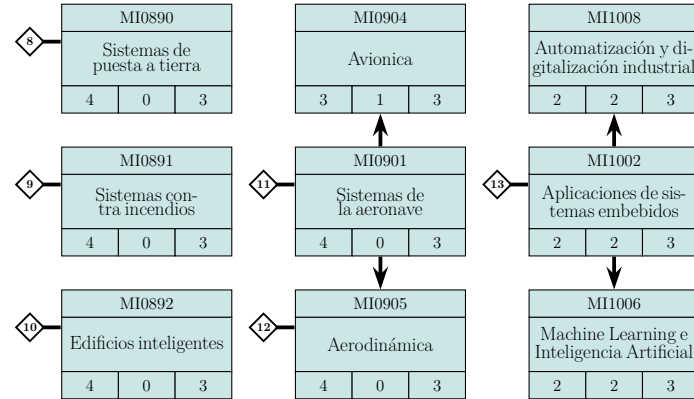 MI0890
8
Sistemas de
puesta a tierra
4 0 3
MI0904
Avionica
3 1 3
MI1008
Automatización y di-
gitalización industrial
2 2 3
MI0891
9
Sistemas con-
tra incendios
4 0 3
MI0901
11
Sistemas de
la aeronave
4 0 3
MI1002
13
Aplicaciones de sis-
temas embebidos
2 2 3
MI0892
10
Edificios inteligentes
4 0 3
MI0905
12
Aerodinámica
4 0 3
MI1006
Machine Learning e
Inteligencia Artificial
2 2 3